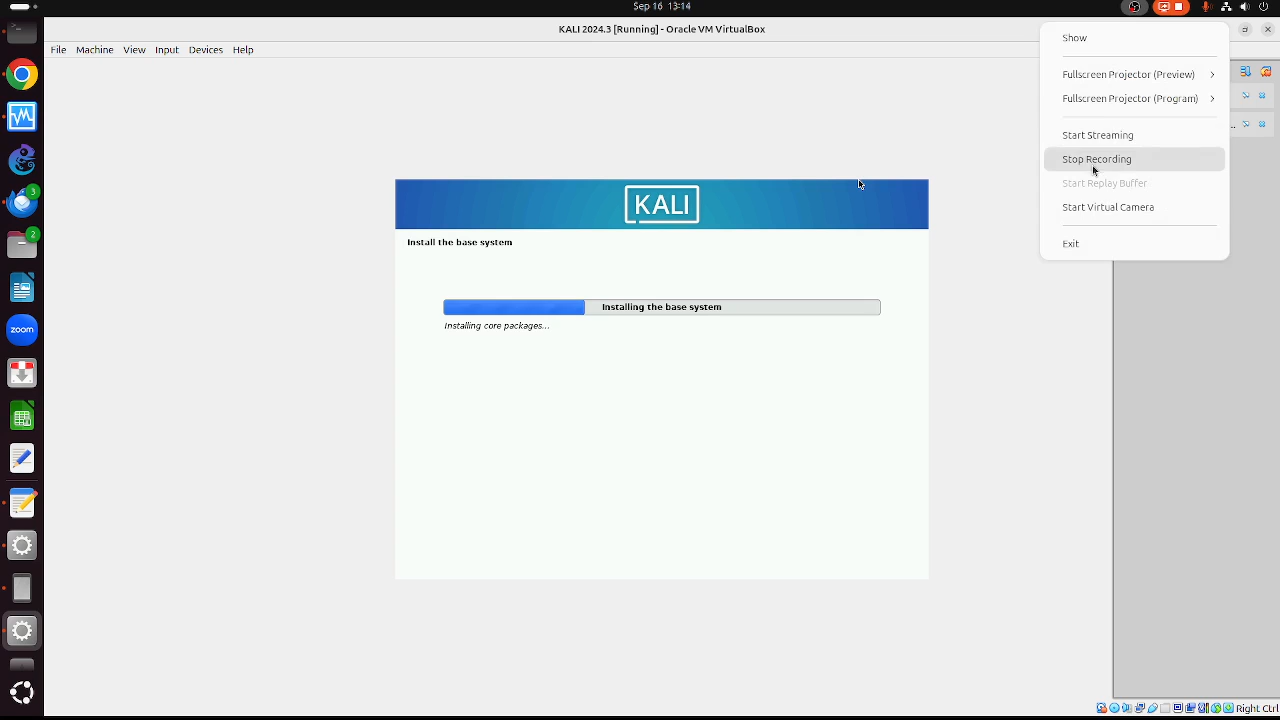 Sep 16 13:14
KALI 2024.3 [Running] - Oracle VM VirtualBox
File Machine View Input Devices Help
Show
Fullscreen Projector (Preview)
Fullscreen Projector (Program)
Start Streaming
Stop Recording
Start Replay Buffer
Start Virtual Camera
Exit
KALI
Install the base system
Installing the base system
Installing core packages...
3
2
zoom
Right Ctrl